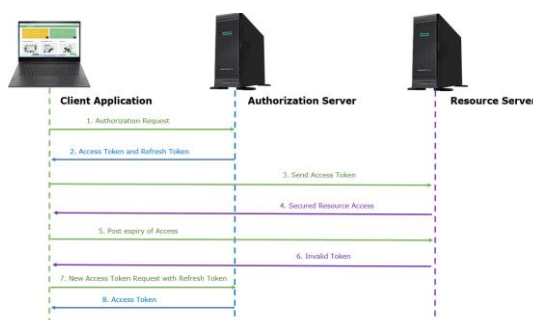 Client Application
Authorization Server
Resource Server
1. Authorization Request
2. Access Token and Refresh Token
3. Send Access Token
4. Secured Resource Access
5. Post expiry of Access
6. Invalid Token
7. New Access Token Request with Refresh Token
8. Access Token